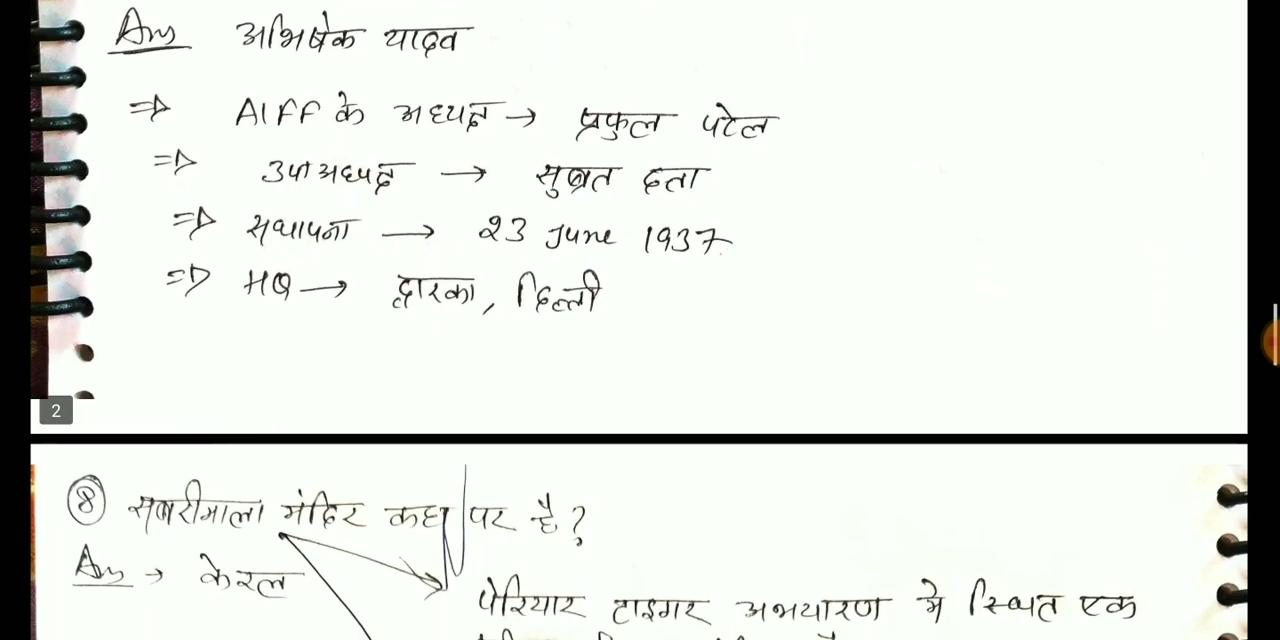 Ans अभिषेक यादव
⇒ AIFF के अध्यक्ष → प्रफुल पटेल
⇒ उपाअध्यक्ष → सुब्रत दता
⇒ स्थापना → 23 June 1937
⇒ HQ → द्वारका, दिल्ली
2
8 सबरीमाला मंदिर कहा पर है?
Ans → केरल
पेरियार टाइगर अभयारण में स्थित एक